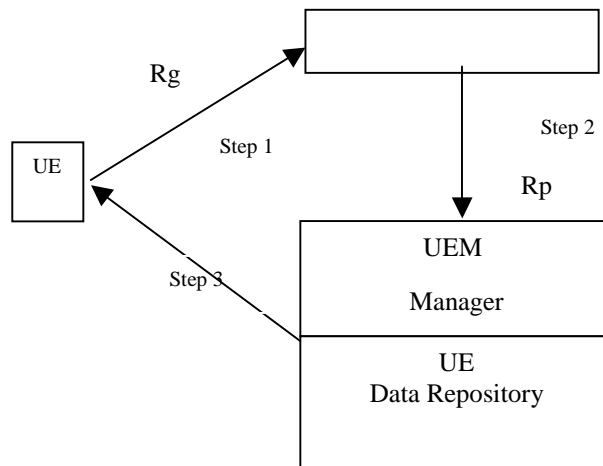 Rg
Step 1
Step 2
UE
Rp
UEM
Manager
Step 3
UE
Data Repository